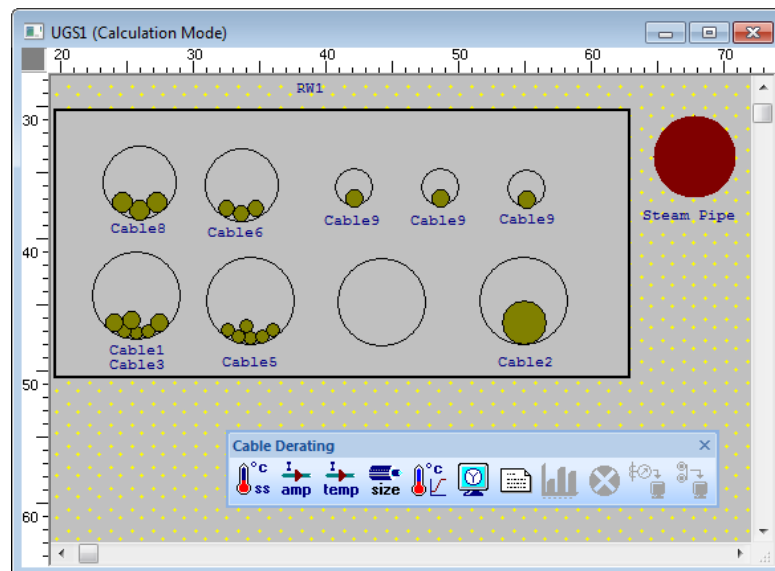 UGS1 (Calculation Mode)
20 30 40 50 60 70
RW1
30
Cable8 Cable6 Cable9 Cable9 Cable9 Steam Pipe
40
Cable1 Cable5 Cable2
Cable3
50
Cable Derating
°C ss I amp I temp size °C
60